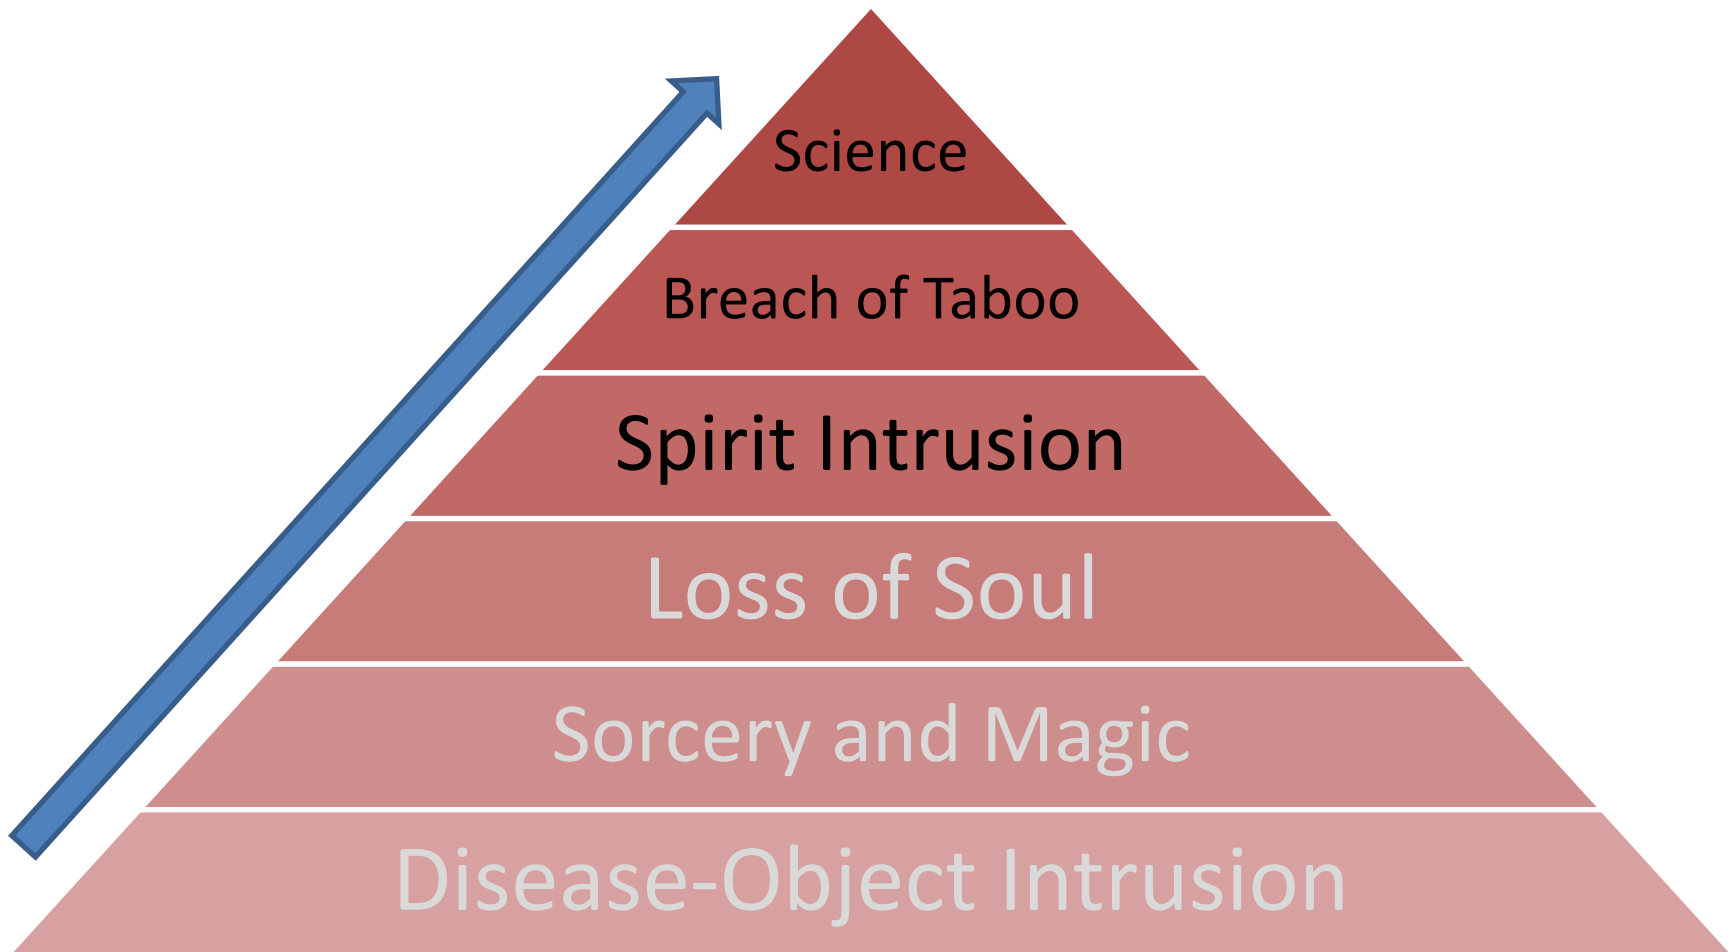 Science
Breach of Taboo
Spirit Intrusion
Loss of Soul
Sorcery and Magic
Disease-Object Intrusion